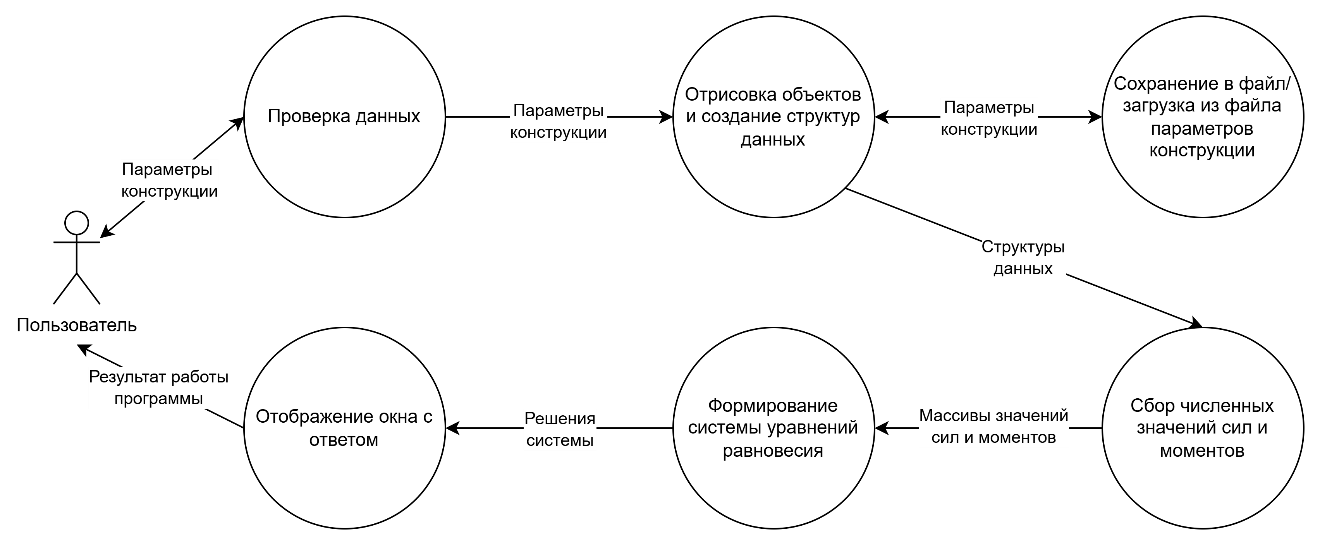 Проверка данных
Параметры
конструкции
Отрисовка объектов
и создание структур
данных
Параметры
конструкции
Сохранение в файл/
загрузка из файла
параметров
конструкции
Параметры
конструкции
Пользователь
Структуры
данных
Результат работы
программы
Отображение окна с
ответом
Решения
системы
Формирование
системы уравнений
равновесия
Массивы значений
сил и моментов
Сбор численных
значений сил и
моментов